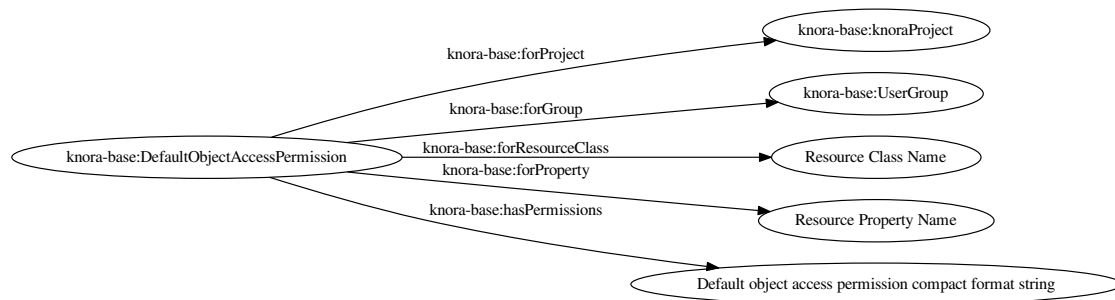 knora-base:DefaultObjectAccessPermission
knora-base:forProject
knora-base:knoraProject
knora-base:forGroup
knora-base:UserGroup
knora-base:forResourceClass
Resource Class Name
knora-base:forProperty
Resource Property Name
knora-base:hasPermissions
Default object access permission compact format string